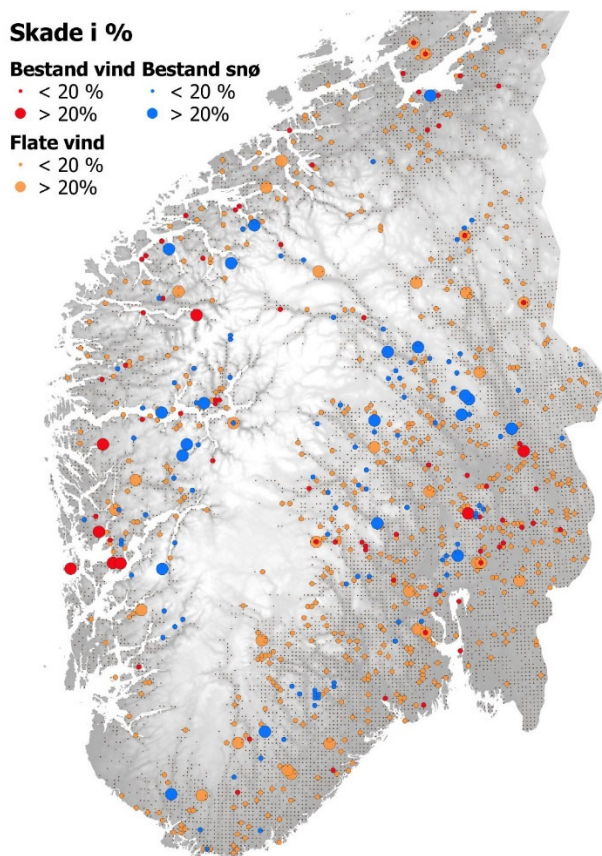 Skade i %
Bestand vind Bestand snø
< 20 % < 20 %
> 20% > 20%
Flate vind
< 20 %
> 20%